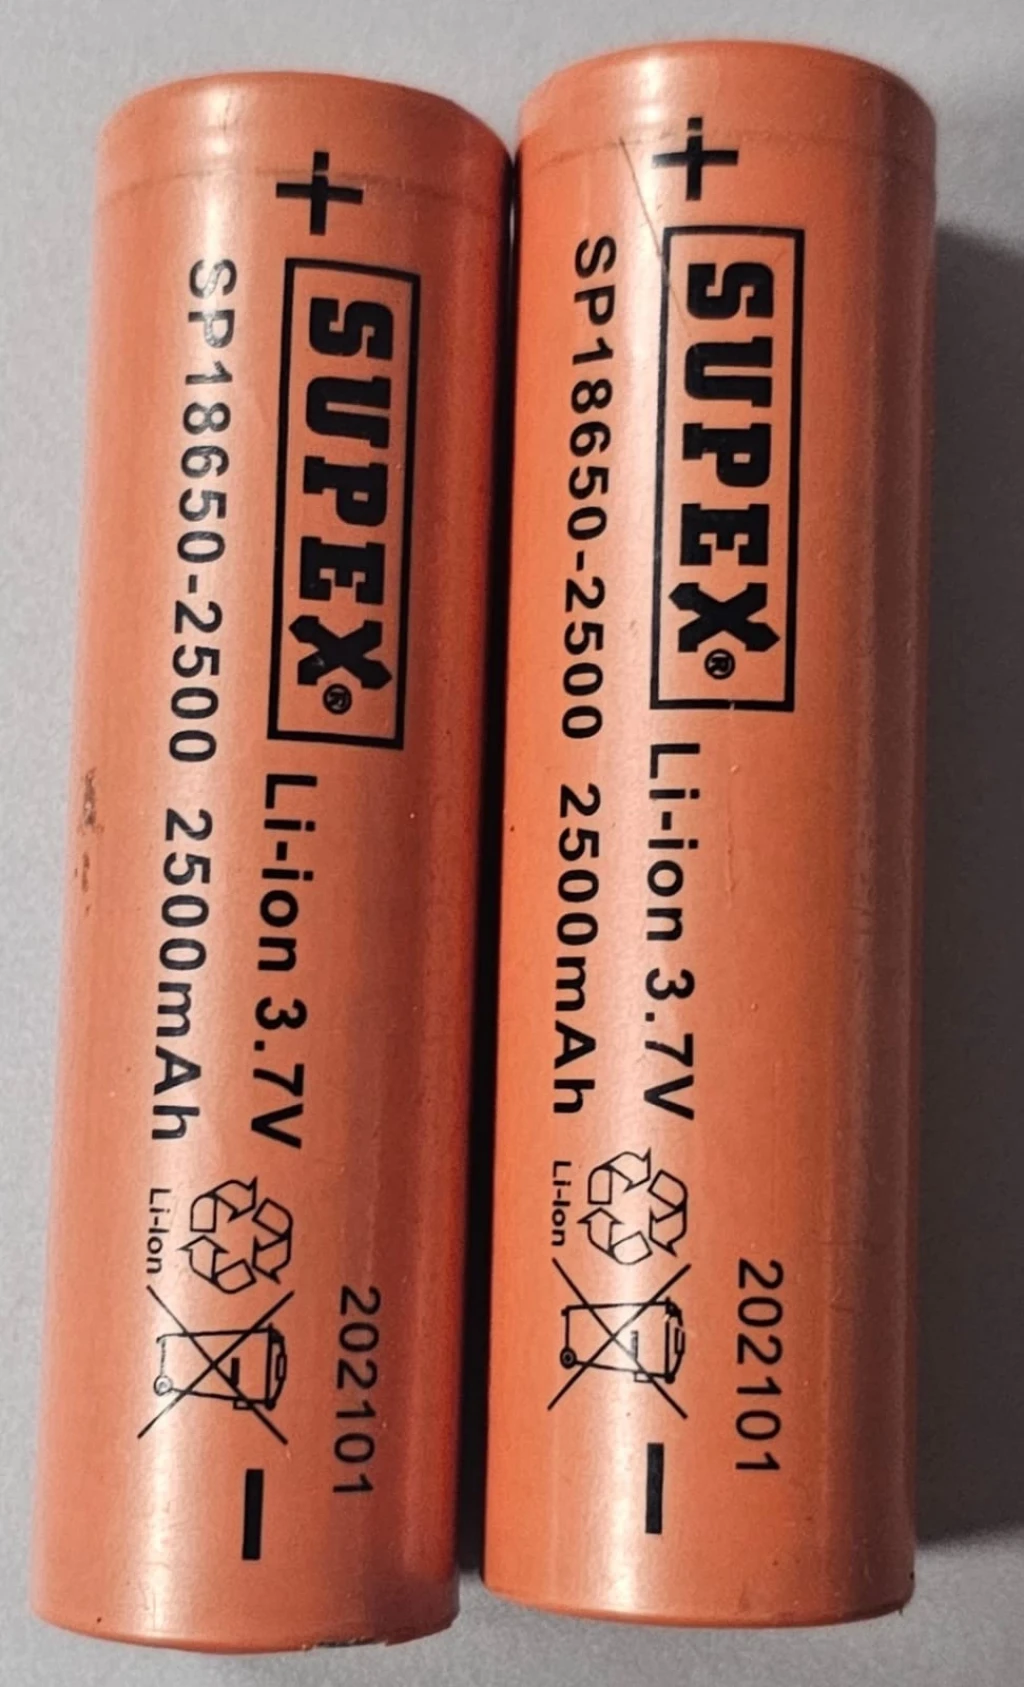 +
SUPEX® Li-ion 3.7V
SP18650-2500 2500mAh
Li-Ion
202101
−
+
SUPEX® Li-ion 3.7V
SP18650-2500 2500mAh
Li-Ion
202101
−